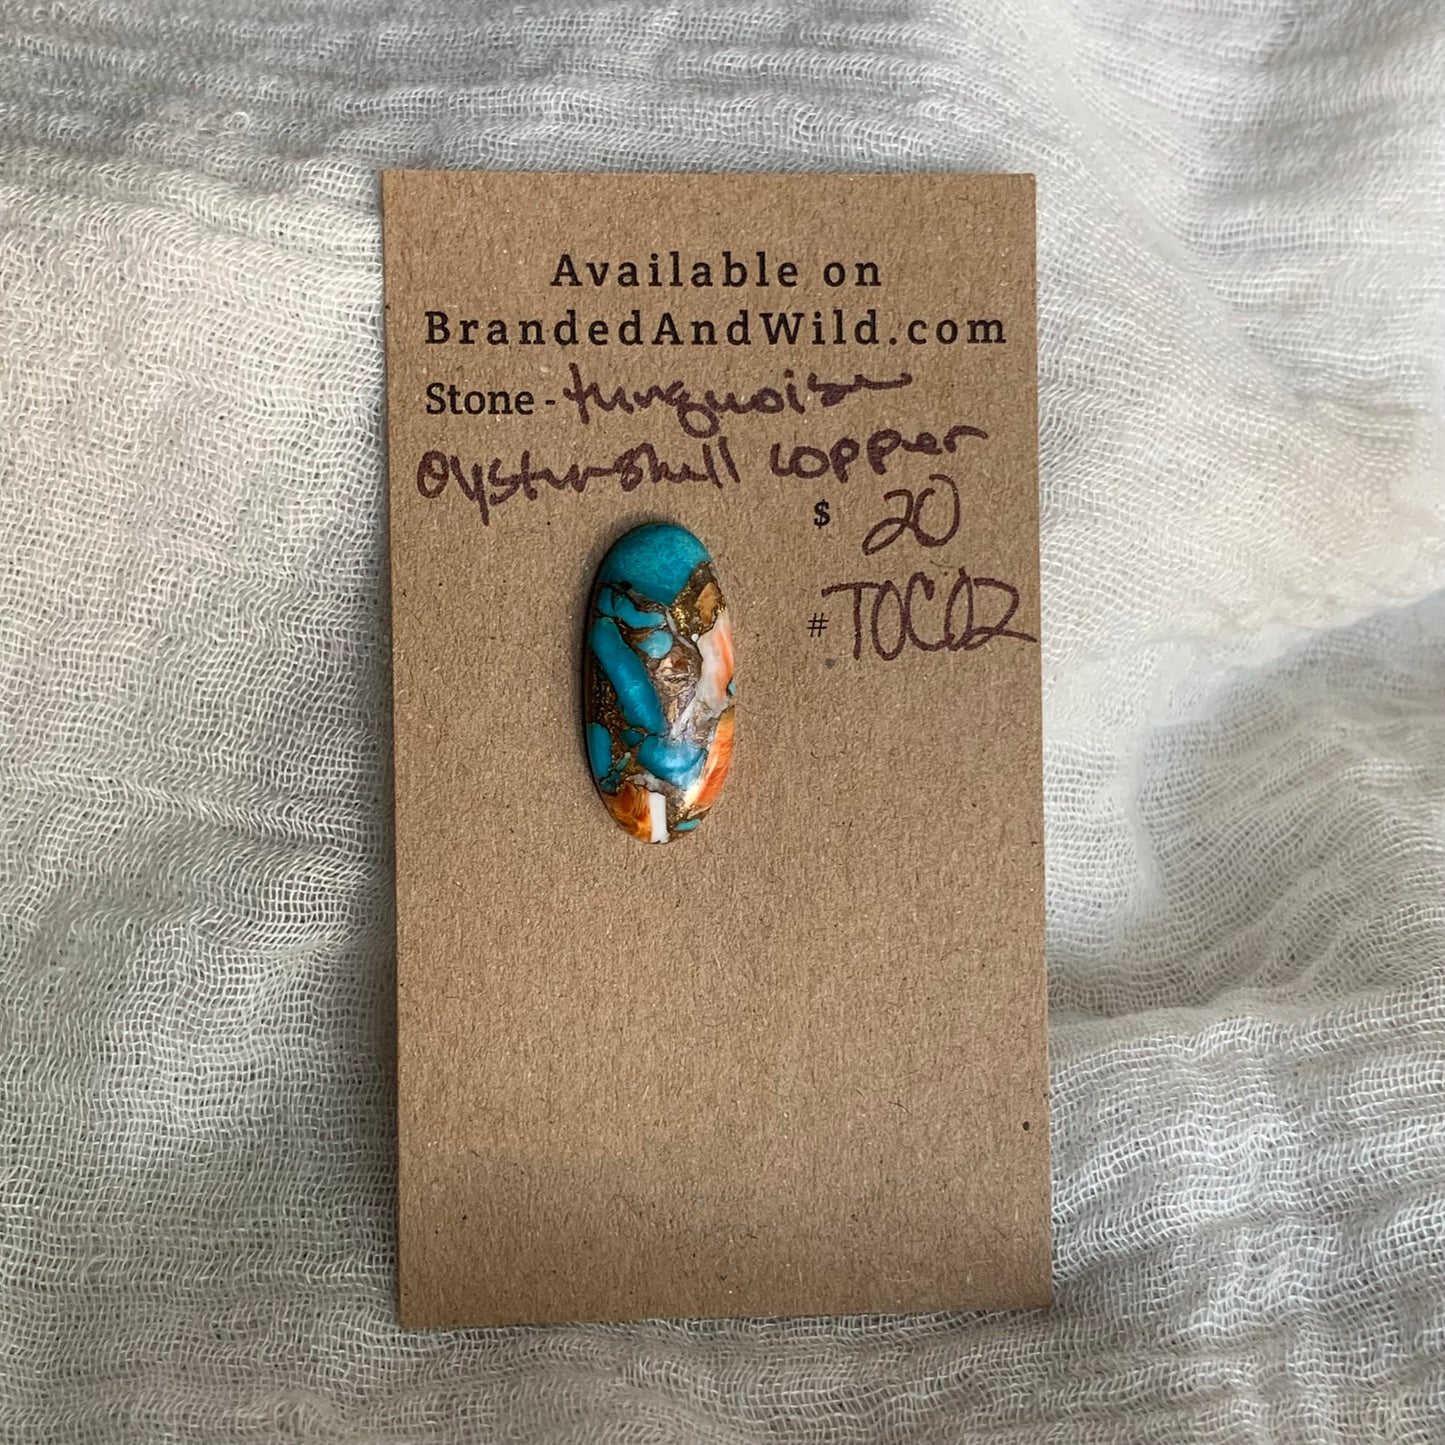 Available on
BrandedAndWild.com
Stone - turquoise
Oystershell copper
$ 20
# TOC02